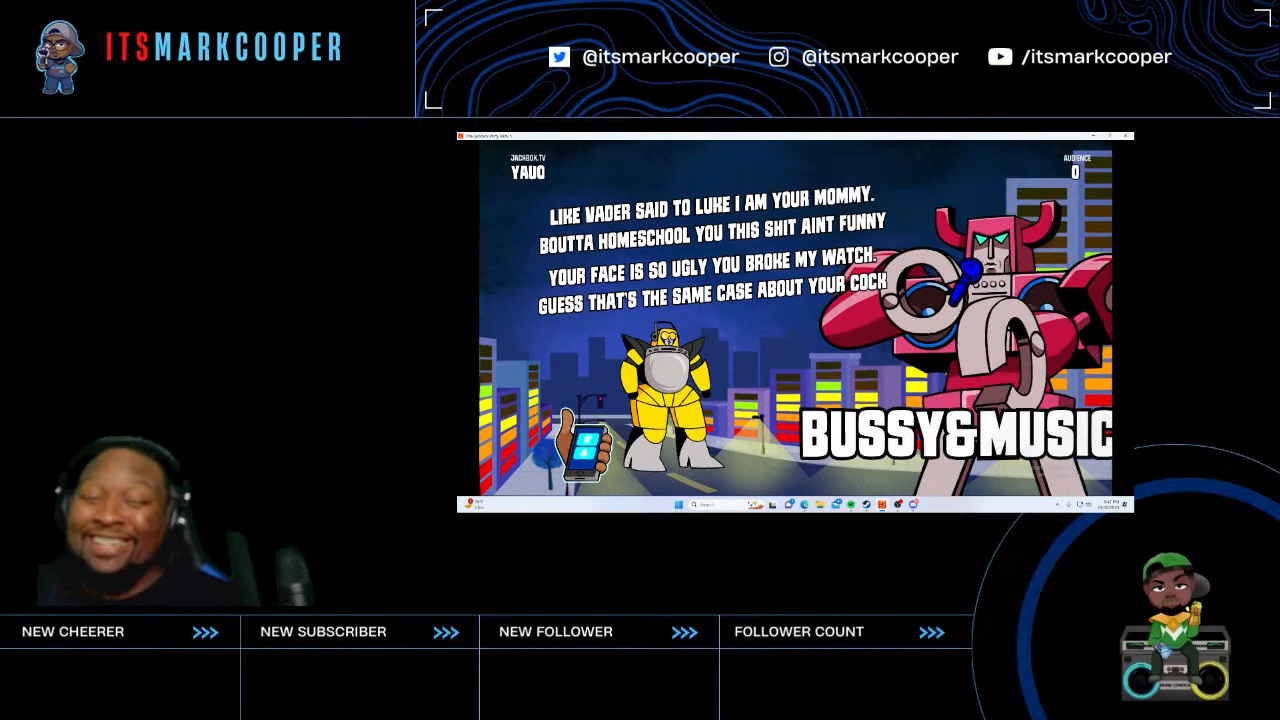 ITSMARKCOOPER
@itsmarkcooper
@itsmarkcooper
/itsmarkcooper
JACKBOX.TV
YAUO
AUDIENCE
0
LIKE VADER SAID TO LUKE I AM YOUR MOMMY.
BOUTTA HOMESCHOOL YOU THIS SHIT AINT FUNNY
YOUR FACE IS SO UGLY YOU BROKE MY WATCH.
GUESS THAT'S THE SAME CASE ABOUT YOUR COCK
BUSSY&MUSIC
Search
NEW CHEERER
NEW SUBSCRIBER
NEW FOLLOWER
FOLLOWER COUNT